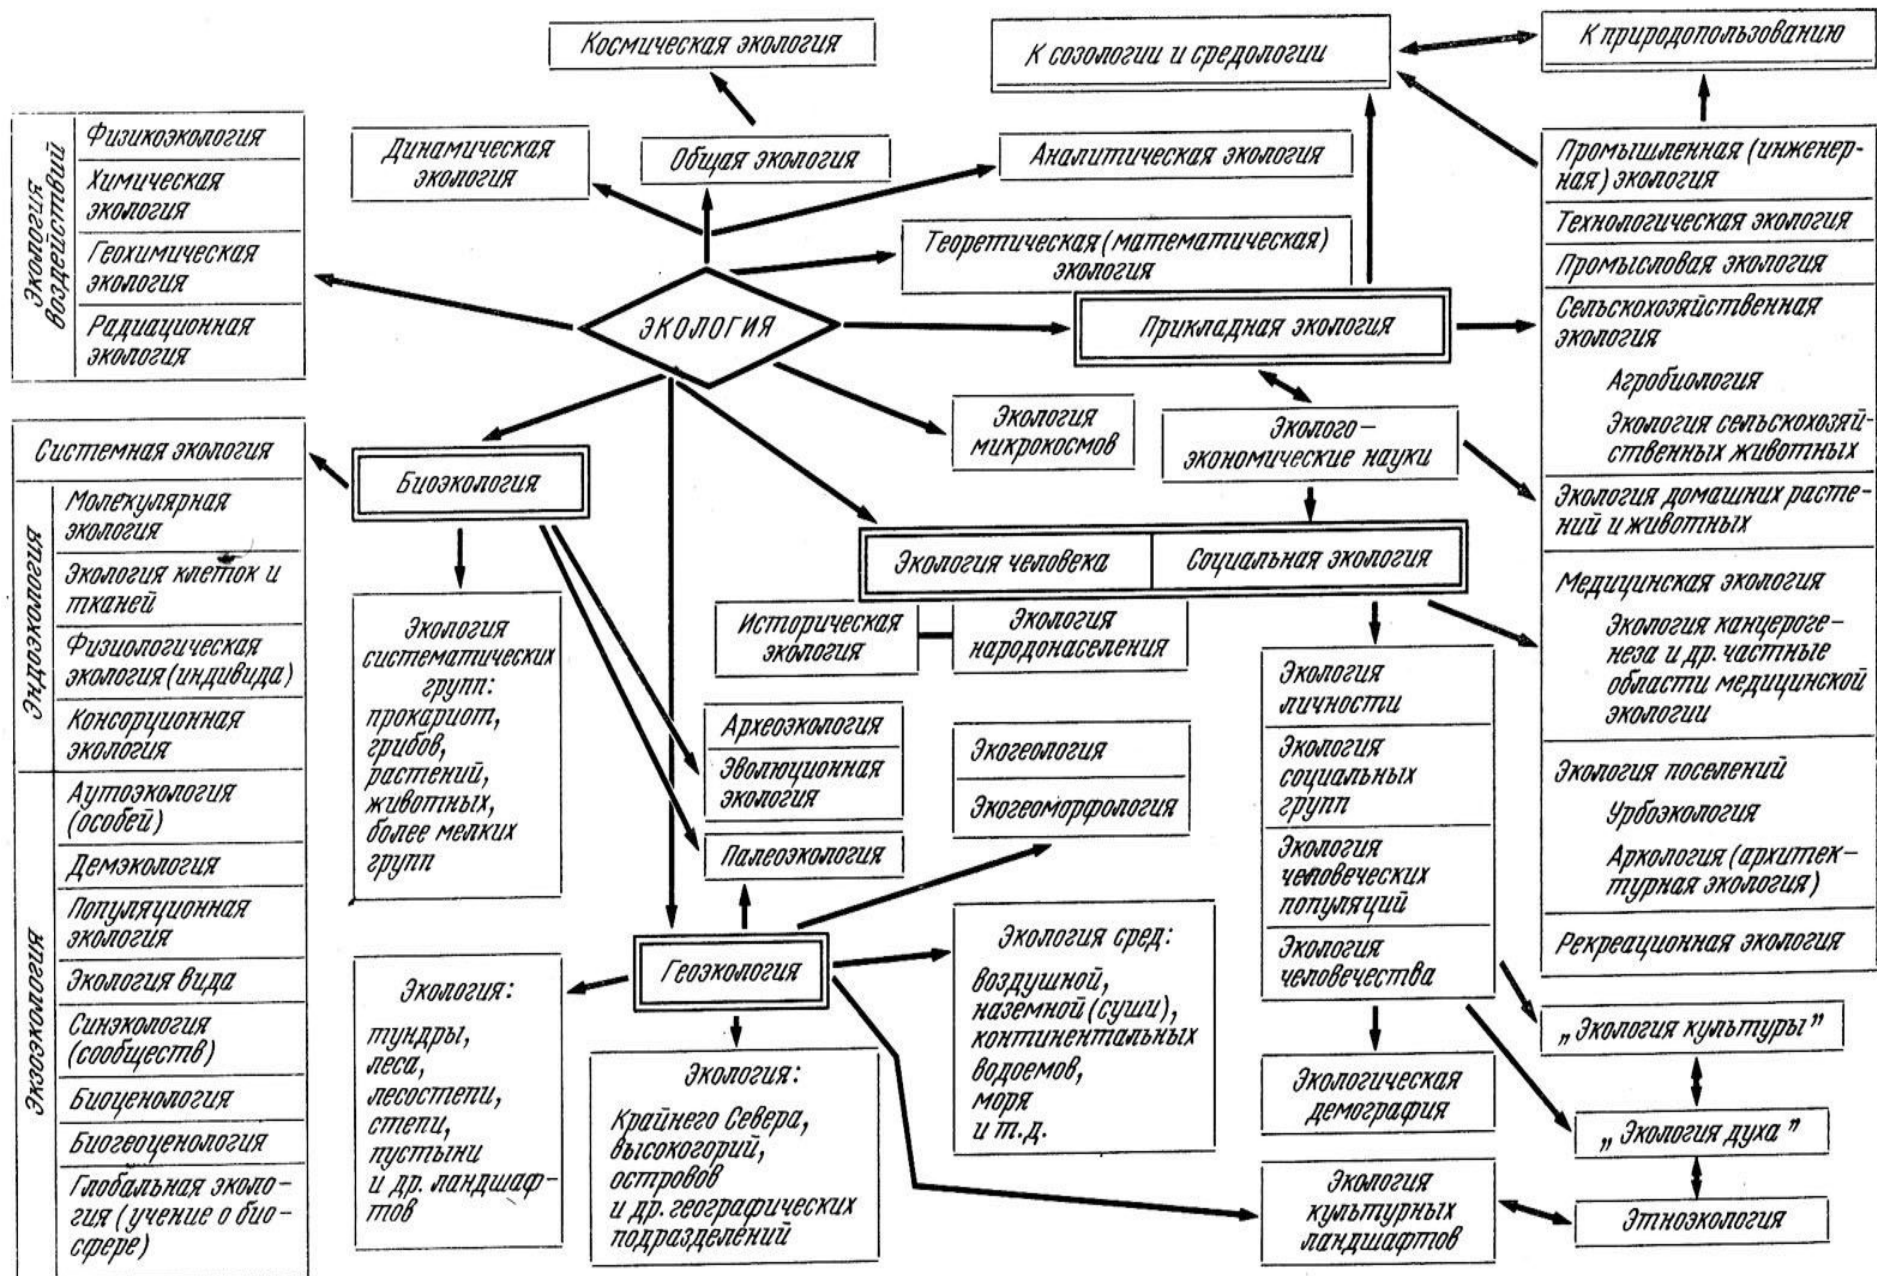 Космическая экология
К созологии и средологии
К природопользованию
Экология
воздействий
Физикоэкология
Химическая
экология
Геохимическая
экология
Радиационная
экология
Динамическая
экология
Общая экология
Аналитическая экология
Теоретическая (математическая)
экология
ЭКОЛОГИЯ
Прикладная экология
Промышленная (инженер-
ная) экология
Технологическая экология
Промысловая экология
Сельскохозяйственная
экология
Агробиология
Экология сельскохозяй-
ственных животных
Экология домашних расте-
ний и животных
Медицинская экология
Экология канцероге-
неза и др. частные
области медицинской
экологии
Экология поселений
Урбоэкология
Аркология (архитек-
турная экология)
Рекреационная экология
Экология
микрокосмов
Эколого-
экономические науки
Системная экология
Эндоэкология
Молекулярная
экология
Экология клеток и
тканей
Физиологическая
экология (индивида)
Консорционная
экология
Экзоэкология
Аутоэкология
(особей)
Демэкология
Популяционная
экология
Экология вида
Синэкология
(сообществ)
Биоценология
Биогеоценология
Глобальная эколо-
гия (учение о био-
сфере)
Биоэкология
Экология
систематических
групп:
прокариот,
грибов,
растений,
животных,
более мелких
групп
Экология человека
Социальная экология
Историческая
экология
Экология
народонаселения
Археоэкология
Эволюционная
экология
Палеоэкология
Экогеология
Экогеоморфология
Экология
личности
Экология
социальных
групп
Экология
человеческих
популяций
Экология
человечества
Геоэкология
Экология:
тундры,
леса,
лесостепи,
степи,
пустыни
и др. ландшаф-
тов
Экология:
Крайнего Севера,
высокогорий,
островов
и др. географических
подразделений
Экология сред:
воздушной,
наземной (суши),
континентальных
водоемов,
моря
и т.д.
Экологическая
демография
Экология
культурных
ландшафтов
„Экология культуры”
„Экология духа”
Этноэкология